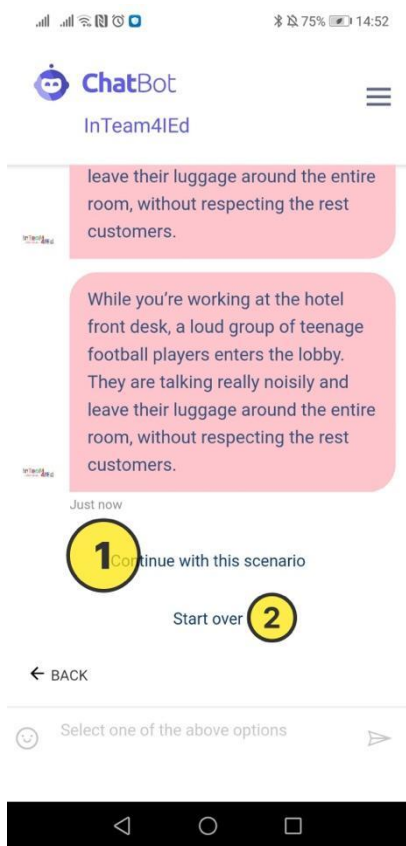 75% 14:52
ChatBot
InTeam4IEd
leave their luggage around the entire
room, without respecting the rest
customers.
While you're working at the hotel
front desk, a loud group of teenage
football players enters the lobby.
They are talking really noisily and
leave their luggage around the entire
room, without respecting the rest
customers.
Just now
1
Continue with this scenario
Start over 2
← BACK
Select one of the above options